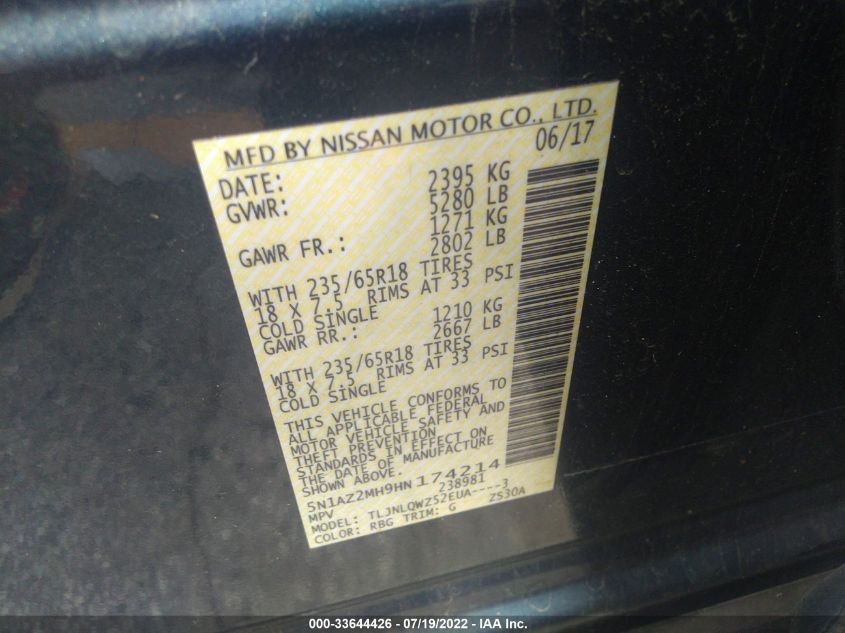 MFD BY NISSAN MOTOR CO., LTD.
DATE: 06/17
GVWR: 2395 KG
5280 LB
GAWR FR.: 1271 KG
2802 LB
WITH 235/65R18 TIRES
18 X 7.5 RIMS AT 33 PSI
COLD SINGLE
GAWR RR.: 1210 KG
2667 LB
WITH 235/65R18 TIRES
18 X 7.5 RIMS AT 33 PSI
COLD SINGLE
THIS VEHICLE CONFORMS TO
ALL APPLICABLE FEDERAL
MOTOR VEHICLE SAFETY AND
THEFT PREVENTION
STANDARDS IN EFFECT ON
THE DATE OF MANUFACTURE
SHOWN ABOVE.
5N1AZ2MH9HN174214
MPV 238981
MODEL: TLJNLQWZ52EUA----3
COLOR: RBG TRIM: G Z530A
000-33644426 - 07/19/2022 - IAA Inc.